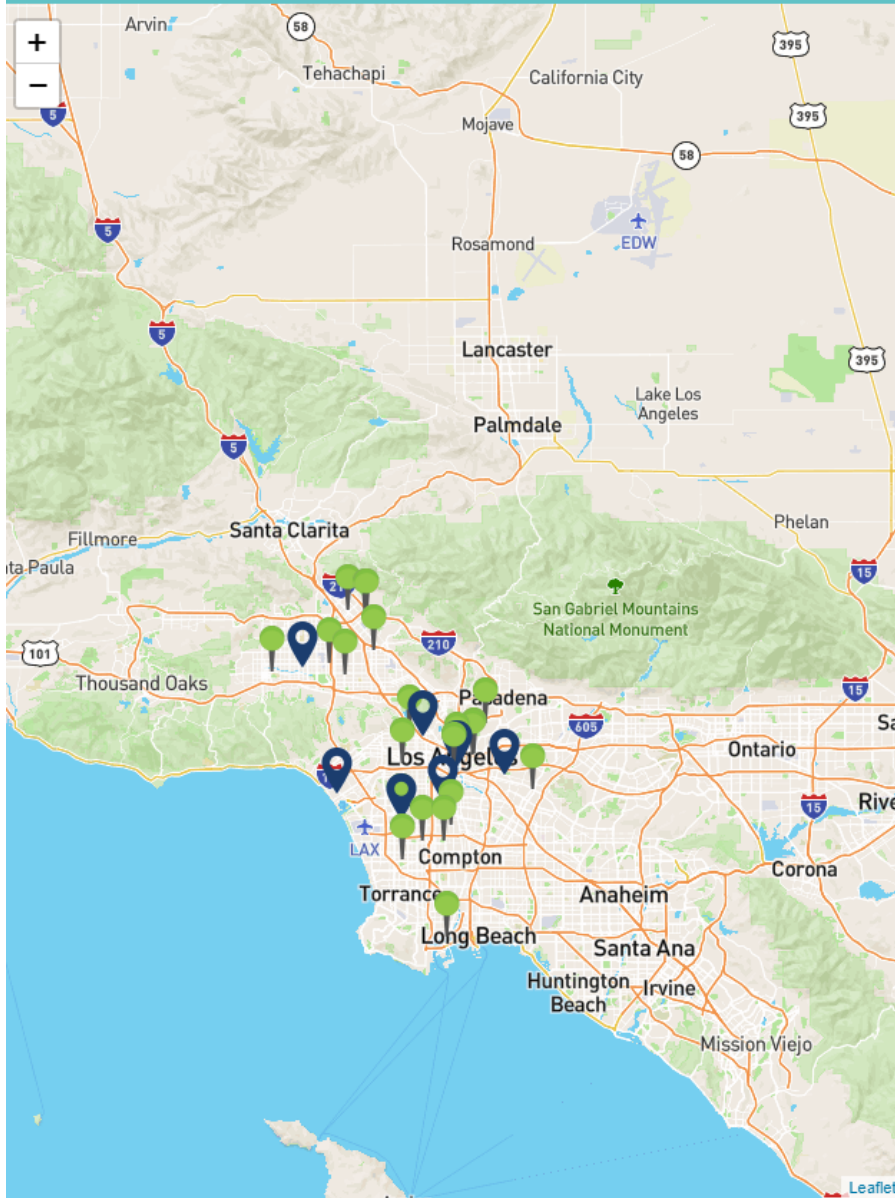 Arvin
58
395
+
Tehachapi
California City
−
5
395
Mojave
58
5
EDW
Rosamond
5
Lancaster
395
Lake Los
Angeles
Palmdale
5
Phelan
Santa Clarita
Fillmore
ta Paula
15
San Gabriel Mountains
National Monument
101
210
Thousand Oaks
15
Pasadena
605
Ontario
Los Angeles
River
15
LAX
Compton
Corona
Torrance
Anaheim
Long Beach
Santa Ana
Huntington
Beach
Irvine
Mission Viejo
Leaflet